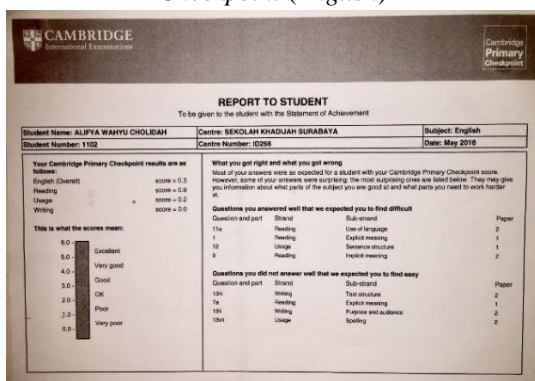 Checkpoint (English)
CAMBRIDGE
International Examinations
Cambridge
Primary
Checkpoint
REPORT TO STUDENT
To be given to the student with the Statement of Achievement
Student Name: ALIFYA WAHYU CHOLIDAH
Centre: SEKOLAH KHADIJAH SURABAYA
Subject: English
Student Number: 1102
Centre Number: ID258
Date: May 2016
Your Cambridge Primary Checkpoint results are as
follows:
English (Overall) score = 0.3
Reading score = 0.8
Usage score = 0.2
Writing score = 0.0
This is what the scores mean:
6.0
Excellent
5.0
Very good
4.0
Good
3.0
OK
2.0
Poor
1.0
Very poor
0.0
What you got right and what you got wrong
Most of your answers were as expected for a student with your Cambridge Primary Checkpoint score.
However, some of your answers were surprising: the most surprising ones are listed below. They may give
you information about what parts of the subject you are good at and what parts you need to work harder
at.
Questions you answered well that we expected you to find difficult
Question and part Strand Sub-strand Paper
11a Reading Use of language 2
1 Reading Explicit meaning 1
12 Usage Sentence structure 1
9 Reading Implicit meaning 2
Questions you did not answer well that we expected you to find easy
Question and part Strand Sub-strand Paper
Writing Text structure 2
7a Reading Explicit meaning 1
Writing Purpose and audience 2
13vi Usage Spelling 2